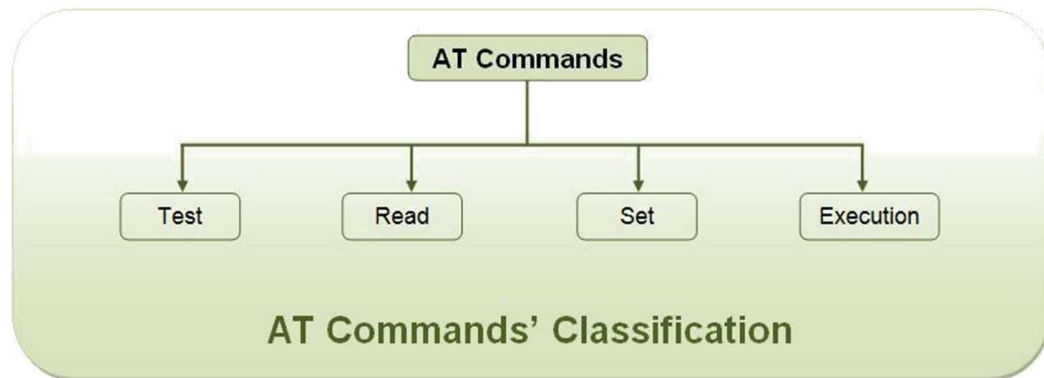 AT Commands
Test
Read
Set
Execution
AT Commands’ Classification